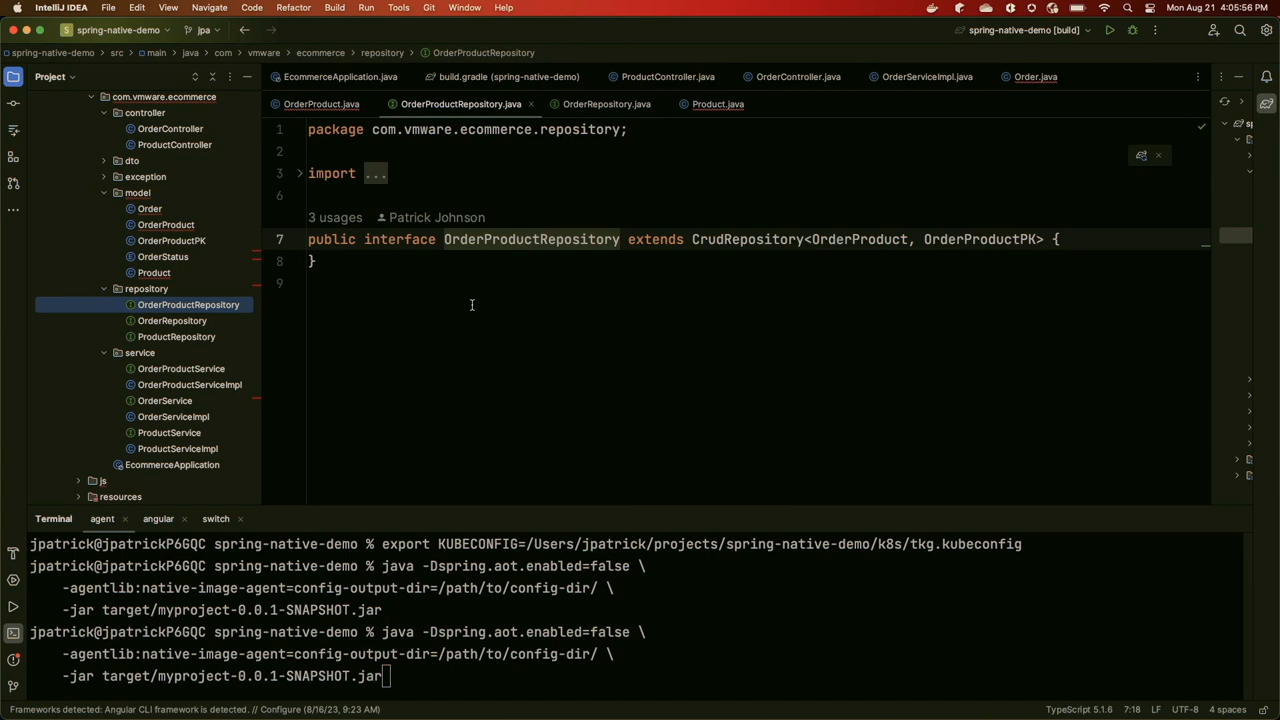 IntelliJ IDEA File Edit View Navigate Code Refactor Build Run Tools Git Window Help Mon Aug 21 4:05:56 PM
S spring-native-demo jpa spring-native-demo [build]
spring-native-demo src main java com vmware ecommerce repository OrderProductRepository
Project
EcommerceApplication.java build.gradle (spring-native-demo) ProductController.java OrderController.java OrderServiceImpl.java Order.java
OrderProduct.java OrderProductRepository.java OrderRepository.java Product.java
com.vmware.ecommerce
controller
OrderController
ProductController
dto
exception
model
Order
OrderProduct
OrderProductPK
OrderStatus
Product
repository
OrderProductRepository
OrderRepository
ProductRepository
service
OrderProductService
OrderProductServiceImpl
OrderService
OrderServiceImpl
ProductService
ProductServiceImpl
EcommerceApplication
js
resources
1 package com.vmware.ecommerce.repository;
2
3 import ...
6
3 usages Patrick Johnson
7 public interface OrderProductRepository extends CrudRepository<OrderProduct, OrderProductPK> {
8 }
9
sp
Terminal agent angular switch
jpatrick@jpatrickP6GQC spring-native-demo % export KUBECONFIG=/Users/jpatrick/projects/spring-native-demo/k8s/tkg.kubeconfig
jpatrick@jpatrickP6GQC spring-native-demo % java -Dspring.aot.enabled=false \
-agentlib:native-image-agent=config-output-dir=/path/to/config-dir/ \
-jar target/myproject-0.0.1-SNAPSHOT.jar
jpatrick@jpatrickP6GQC spring-native-demo % java -Dspring.aot.enabled=false \
-agentlib:native-image-agent=config-output-dir=/path/to/config-dir/ \
-jar target/myproject-0.0.1-SNAPSHOT.jar
Frameworks detected: Angular CLI framework is detected. // Configure (8/16/23, 9:23 AM) TypeScript 5.1.6 7:18 LF UTF-8 4 spaces